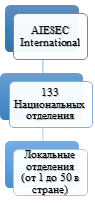 AIESEC
International
133
Национальных
отделения
Локальные
отделения
(от 1 до 50 в
стране)